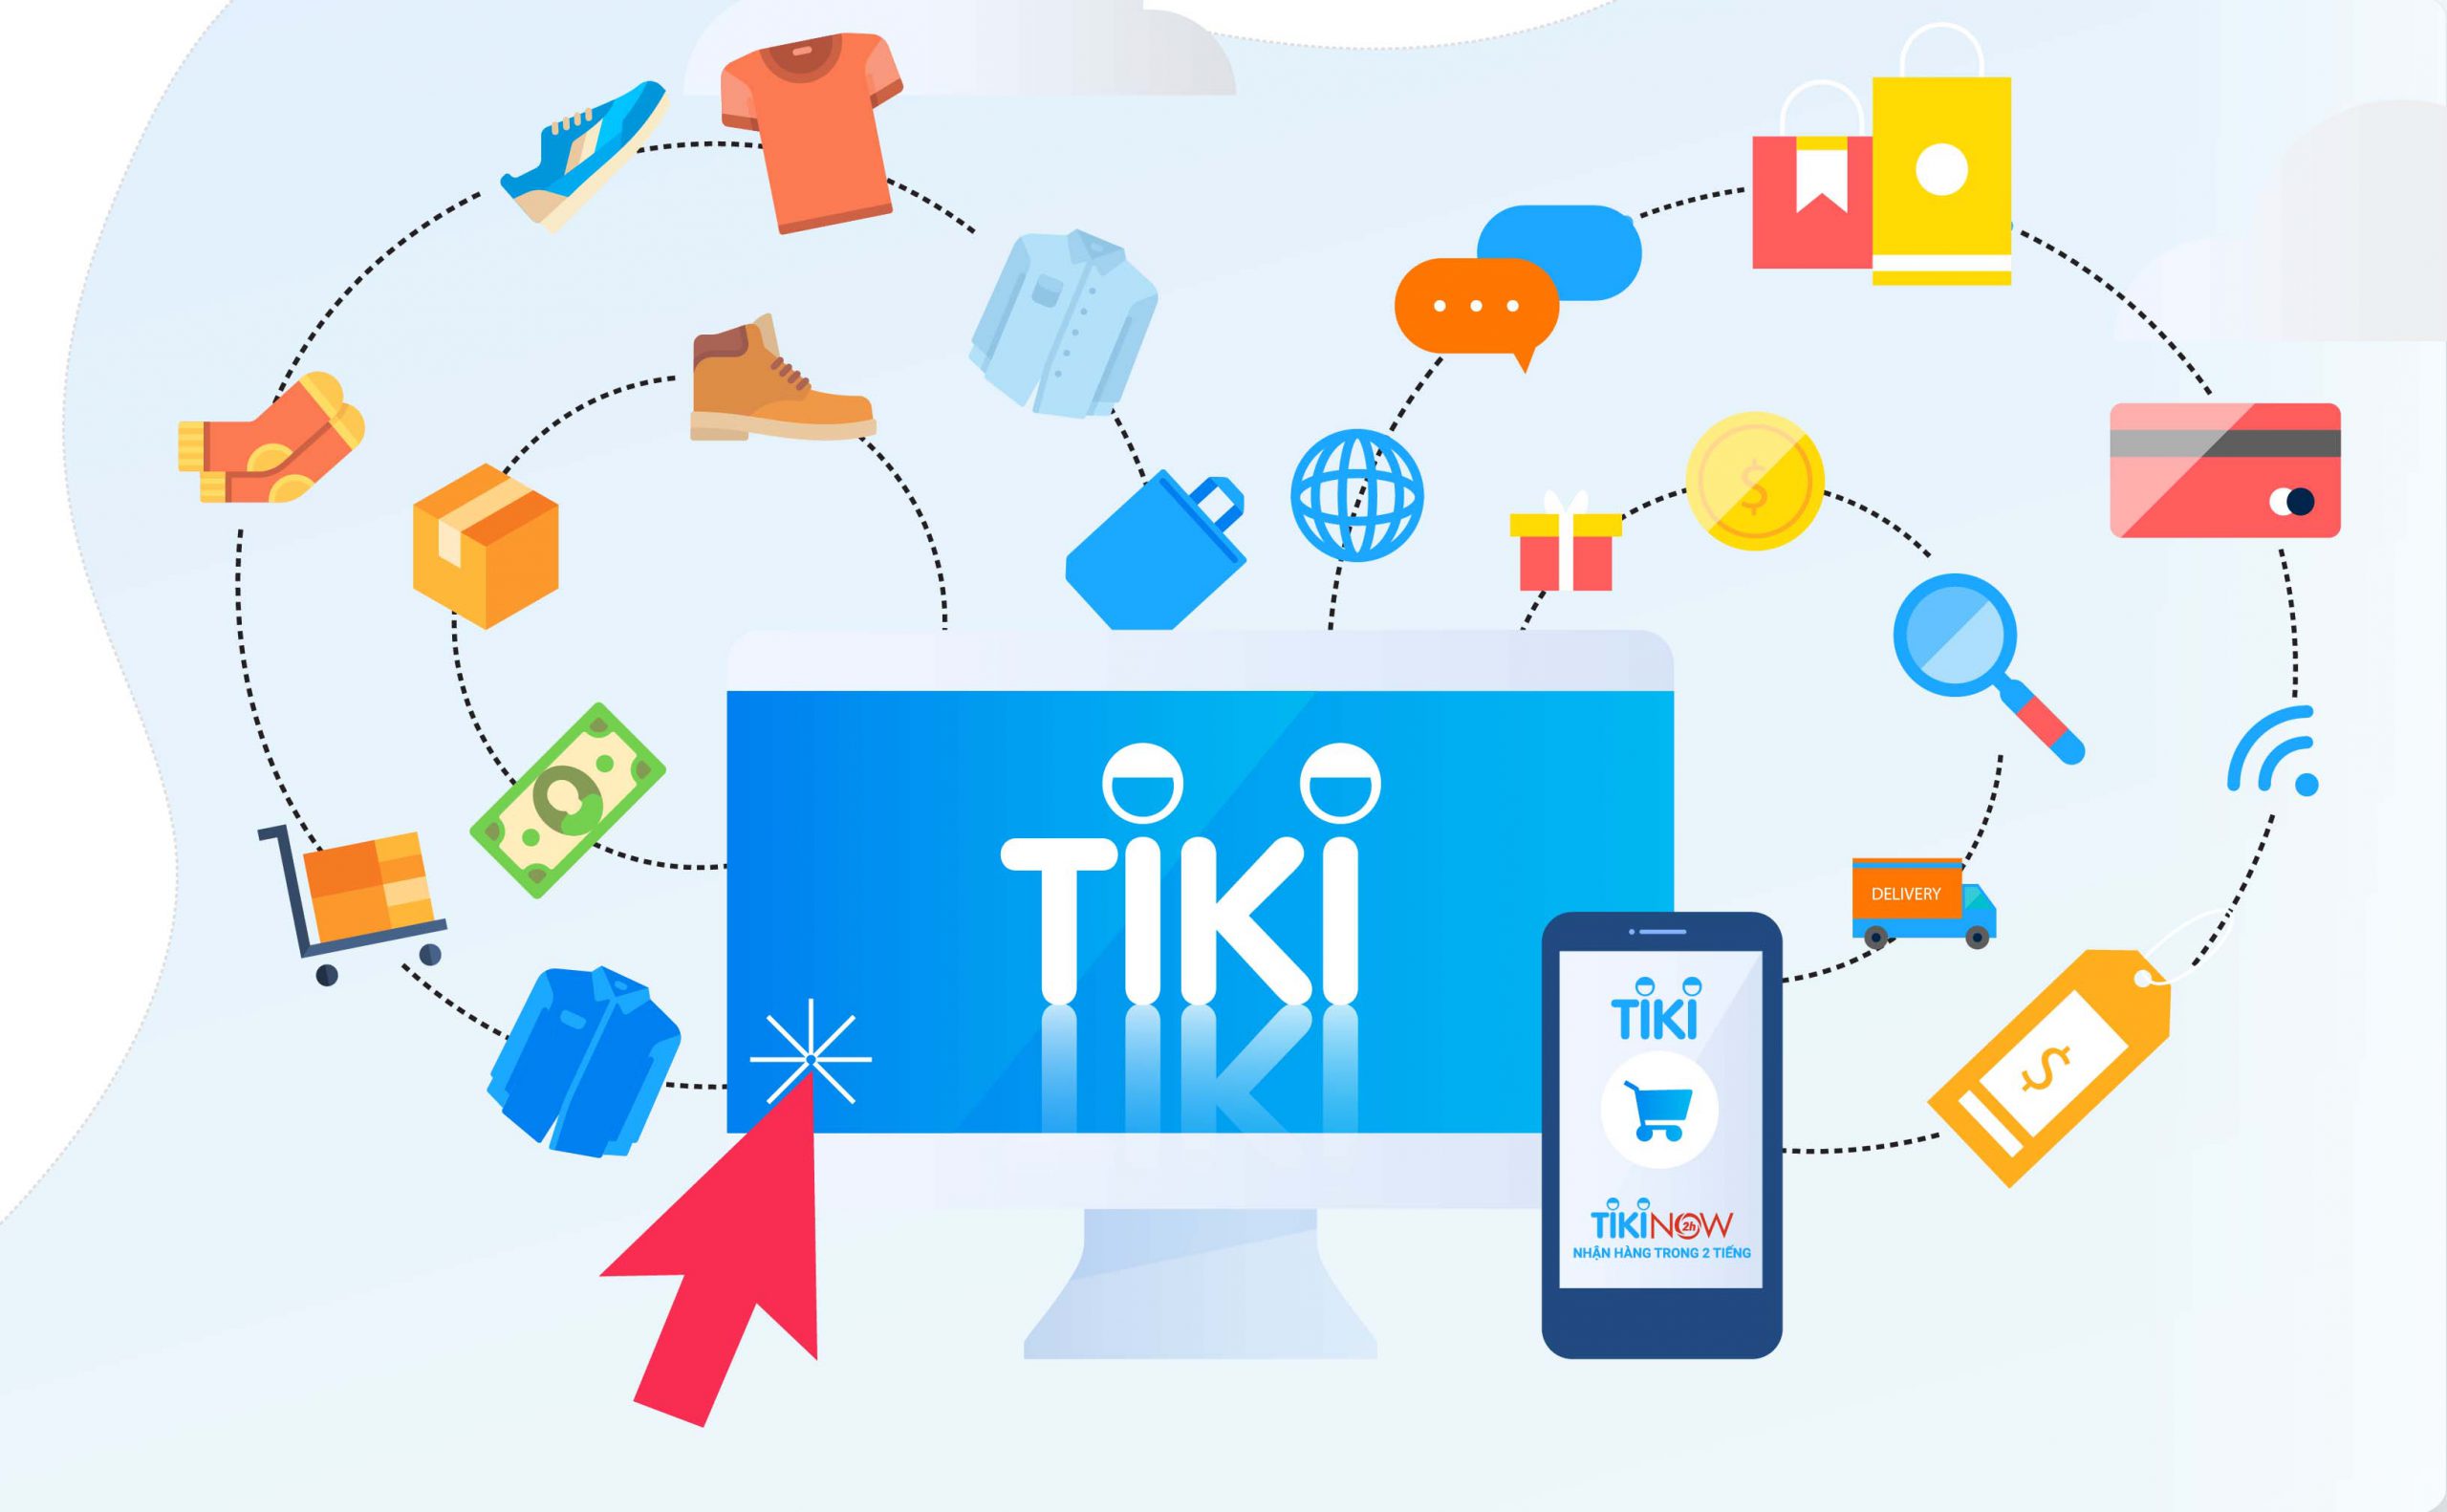 TIKI
DELIVERY
$
$
TIKI
TIKINOW
2h
NHẬN HÀNG TRONG 2 TIẾNG